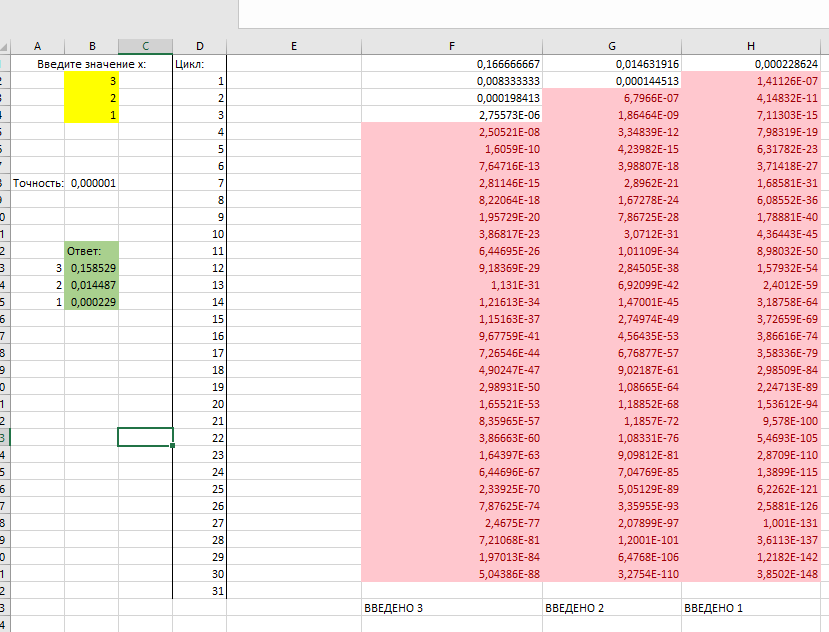 A B C D E F G H
Введите значение x: Цикл: 0,166666667 0,014631916 0,000228624
3 1 0,008333333 0,000144513 1,41126E-07
2 2 0,000198413 6,7966E-07 4,14832E-11
1 3 2,75573E-06 1,86464E-09 7,11303E-15
4 2,50521E-08 3,34839E-12 7,98319E-19
5 1,6059E-10 4,23982E-15 6,31782E-23
6 7,64716E-13 3,98807E-18 3,71418E-27
Точность: 0,000001 7 2,81146E-15 2,8962E-21 1,68581E-31
8 8,22064E-18 1,67278E-24 6,08552E-36
9 1,95729E-20 7,86725E-28 1,78881E-40
10 3,86817E-23 3,0712E-31 4,36443E-45
Ответ: 11 6,44695E-26 1,01109E-34 8,98032E-50
3 0,158529 12 9,18369E-29 2,84505E-38 1,57932E-54
2 0,014487 13 1,131E-31 6,92099E-42 2,4012E-59
1 0,000229 14 1,21613E-34 1,47001E-45 3,18758E-64
15 1,15163E-37 2,74974E-49 3,72659E-69
16 9,67759E-41 4,56435E-53 3,86616E-74
17 7,26546E-44 6,76877E-57 3,58336E-79
18 4,90247E-47 9,02187E-61 2,98509E-84
19 2,98931E-50 1,08665E-64 2,24713E-89
20 1,65521E-53 1,18852E-68 1,53612E-94
21 8,35965E-57 1,1857E-72 9,578E-100
22 3,86663E-60 1,08331E-76 5,4693E-105
23 1,64397E-63 9,09812E-81 2,8709E-110
24 6,44696E-67 7,04769E-85 1,3899E-115
25 2,33925E-70 5,05129E-89 6,2262E-121
26 7,87625E-74 3,35955E-93 2,5881E-126
27 2,4675E-77 2,07899E-97 1,001E-131
28 7,21068E-81 1,2001E-101 3,6113E-137
29 1,97013E-84 6,4768E-106 1,2182E-142
30 5,04386E-88 3,2754E-110 3,8502E-148
31
ВВЕДЕНО 3 ВВЕДЕНО 2 ВВЕДЕНО 1